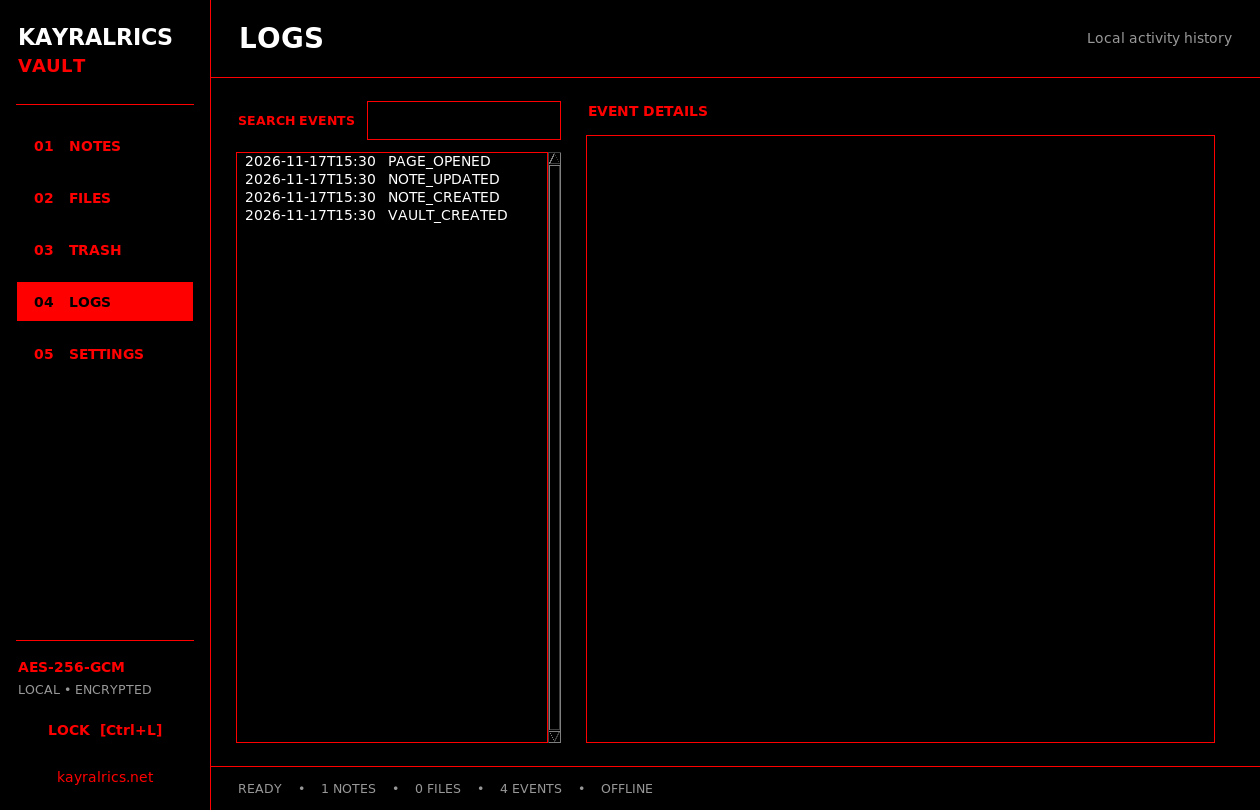 KAYRALRICS
VAULT
01 NOTES
02 FILES
03 TRASH
04 LOGS
05 SETTINGS
AES-256-GCM
LOCAL • ENCRYPTED
LOCK [Ctrl+L]
kayralrics.net
LOGS
Local activity history
SEARCH EVENTS
2026-11-17T15:30 PAGE_OPENED
2026-11-17T15:30 NOTE_UPDATED
2026-11-17T15:30 NOTE_CREATED
2026-11-17T15:30 VAULT_CREATED
EVENT DETAILS
READY • 1 NOTES • 0 FILES • 4 EVENTS • OFFLINE